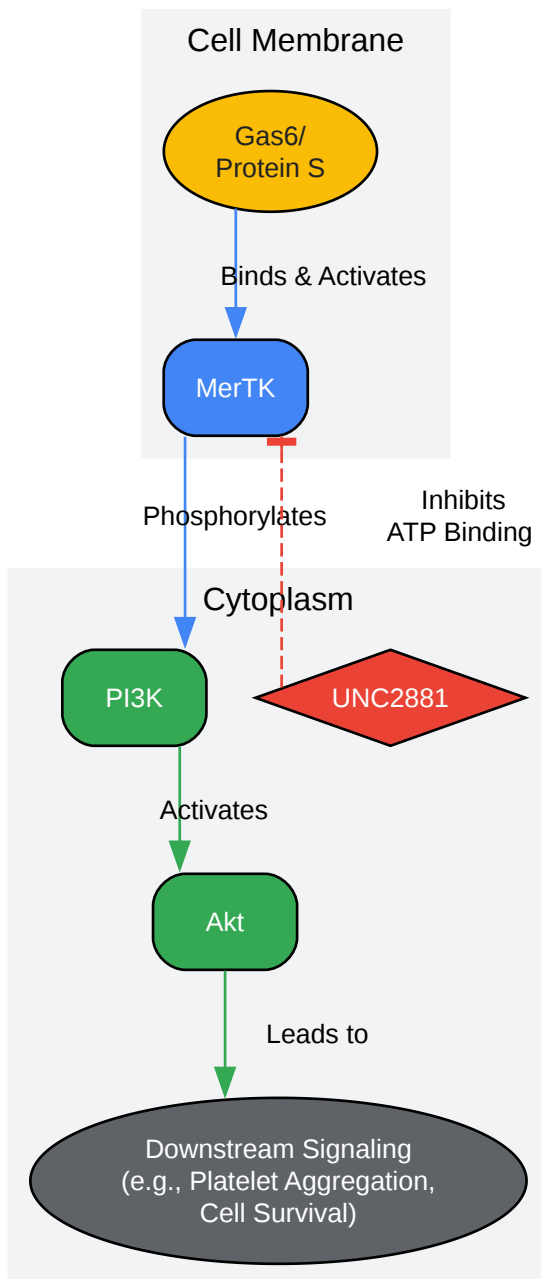 Cell Membrane
Gas6/
Protein S
Binds & Activates
MerTK
Phosphorylates
Inhibits
ATP Binding
Cytoplasm
PI3K
UNC2881
Activates
Akt
Leads to
Downstream Signaling
(e.g., Platelet Aggregation,
Cell Survival)